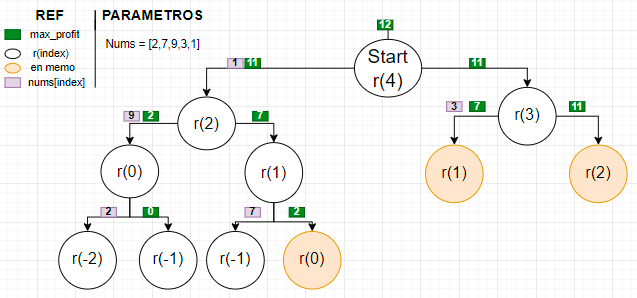 REF
PARAMETROS
max_profit
r(index)
en memo
nums[index]
Nums = [2,7,9,3,1]
12
Start
r(4)
1 11
11
r(2)
r(3)
9 2
7
3 7
11
r(0)
r(1)
r(1)
r(2)
2
0
7
2
r(-2)
r(-1)
r(-1)
r(0)